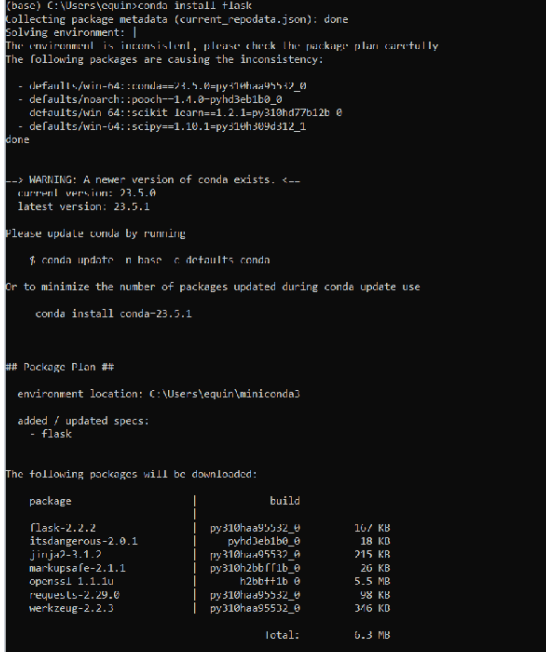 (base) C:\Users\equin>conda install flask
Collecting package metadata (current_repodata.json): done
Solving environment: |
The environment is inconsistent, please check the package plan carefully
The following packages are causing the inconsistency:
- defaults/win-64::conda==23.5.0=py310haa95532_0
- defaults/noarch::pooch==1.4.0=pyhd3eb1b0_0
- defaults/win-64::scikit-learn==1.2.1=py310hd77b12b_0
- defaults/win-64::scipy==1.10.1=py310h309d312_1
done
==> WARNING: A newer version of conda exists. <==
current version: 23.5.0
latest version: 23.5.1
Please update conda by running
$ conda update -n base -c defaults conda
Or to minimize the number of packages updated during conda update use
conda install conda=23.5.1
## Package Plan ##
environment location: C:\Users\equin\miniconda3
added / updated specs:
- flask
The following packages will be downloaded:
package | build
|
flask-2.2.2 | py310haa95532_0 167 KB
itsdangerous-2.0.1 | pyhd3eb1b0_0 18 KB
jinja2-3.1.2 | py310haa95532_0 215 KB
markupsafe-2.1.1 | py310h2bbff1b_0 26 KB
openssl-1.1.1u | h2bbff1b_0 5.5 MB
requests-2.29.0 | py310haa95532_0 98 KB
werkzeug-2.2.3 | py310haa95532_0 346 KB
Total: 6.3 MB